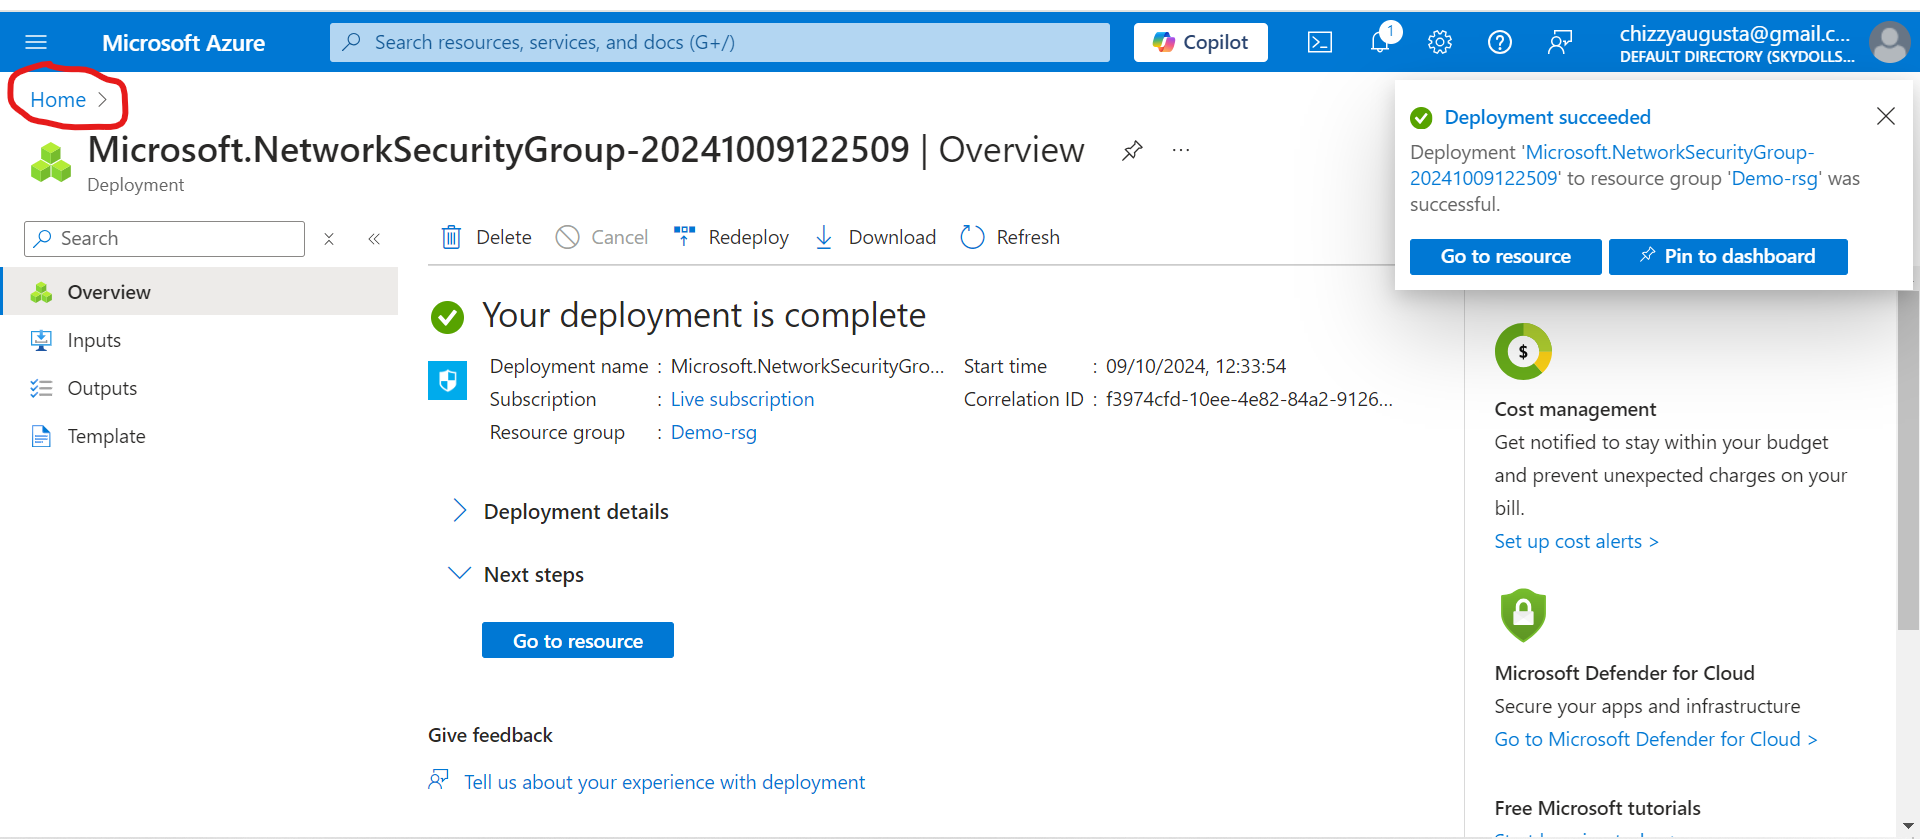 Microsoft Azure
Search resources, services, and docs (G+/)
Copilot
1
chizzyaugusta@gmail.c...
DEFAULT DIRECTORY (SKYDOLLS...
Home >
Microsoft.NetworkSecurityGroup-20241009122509 | Overview
Deployment
Deployment succeeded
Deployment 'Microsoft.NetworkSecurityGroup-
20241009122509' to resource group 'Demo-rsg' was
successful.
Go to resource
Pin to dashboard
Search
Overview
Inputs
Outputs
Template
Delete
Cancel
Redeploy
Download
Refresh
Your deployment is complete
Deployment name : Microsoft.NetworkSecurityGro...
Subscription : Live subscription
Resource group : Demo-rsg
Start time : 09/10/2024, 12:33:54
Correlation ID : f3974cfd-10ee-4e82-84a2-9126...
Deployment details
Next steps
Go to resource
Give feedback
Tell us about your experience with deployment
$
Cost management
Get notified to stay within your budget
and prevent unexpected charges on your
bill.
Set up cost alerts >
Microsoft Defender for Cloud
Secure your apps and infrastructure
Go to Microsoft Defender for Cloud >
Free Microsoft tutorials